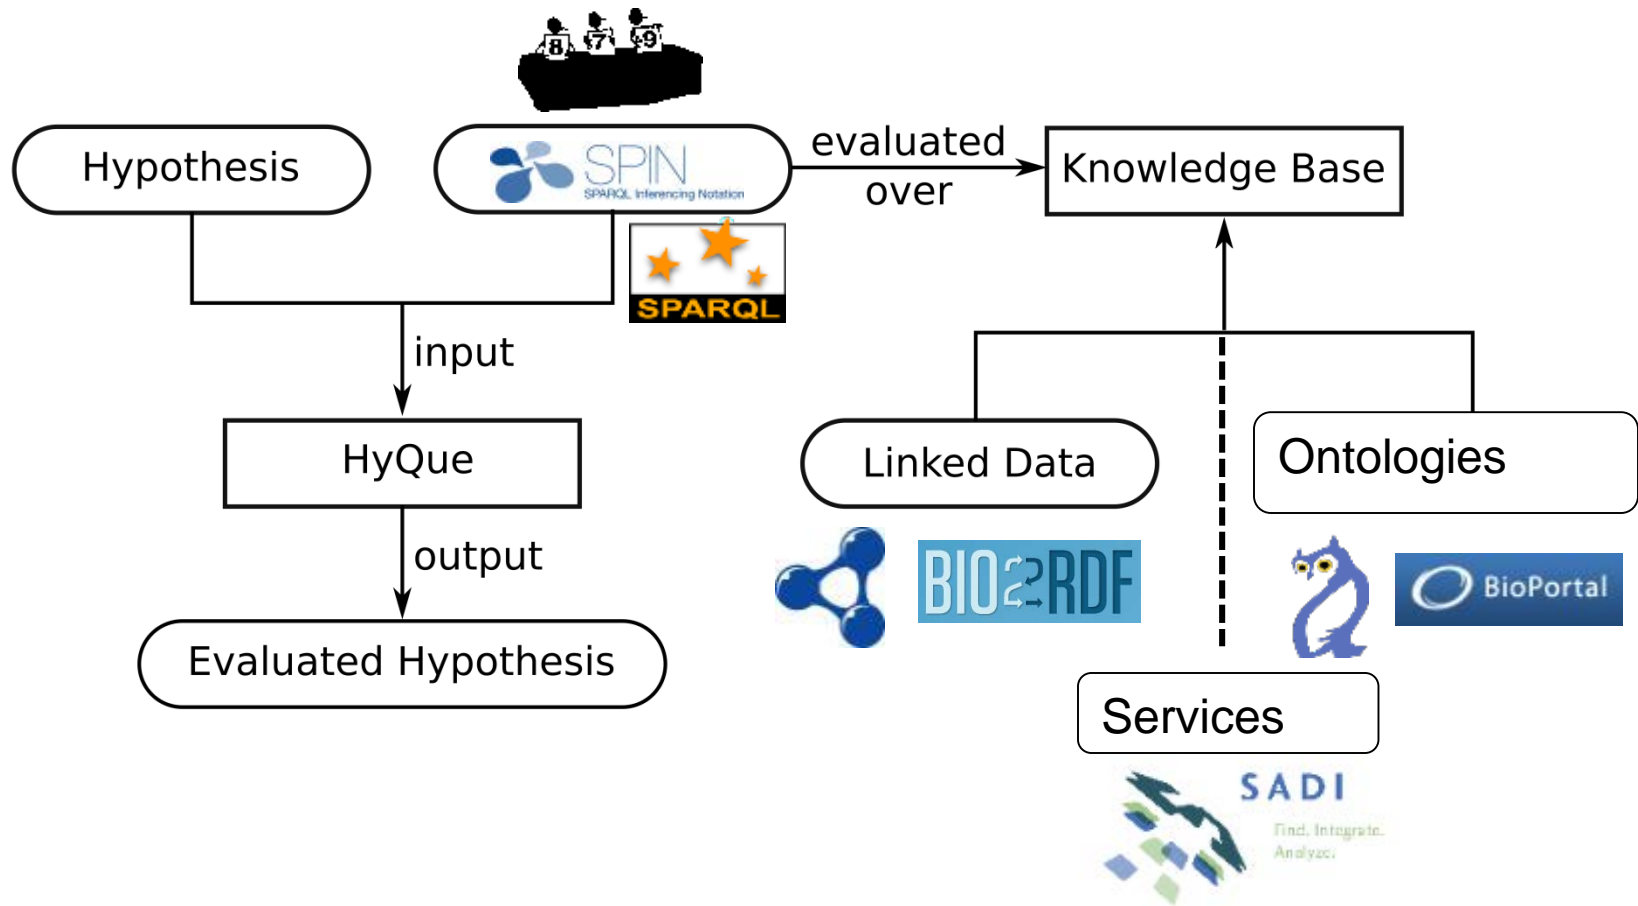 8 7 9
Hypothesis
SPIN
SPARQL Inferencing Notation
evaluated
over
Knowledge Base
SPARQL
input
HyQue
Linked Data
Ontologies
output
BIO2RDF
BioPortal
Evaluated Hypothesis
Services
SADI
Find. Integrate.
Analyze.